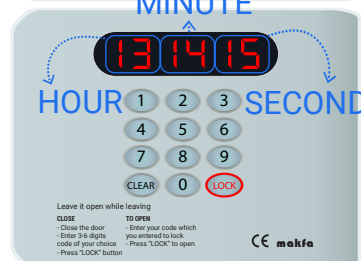 MINUTE
13 14 15
HOUR
SECOND
1 2 3
4 5 6
7 8 9
CLEAR 0 LOCK
Leave it open while leaving
CLOSE
- Close the door
- Enter 3-6 digits
code of your choice
- Press "LOCK" button
TO OPEN
- Enter your code which
you entered to lock
- Press "LOCK" to open
CE makfa